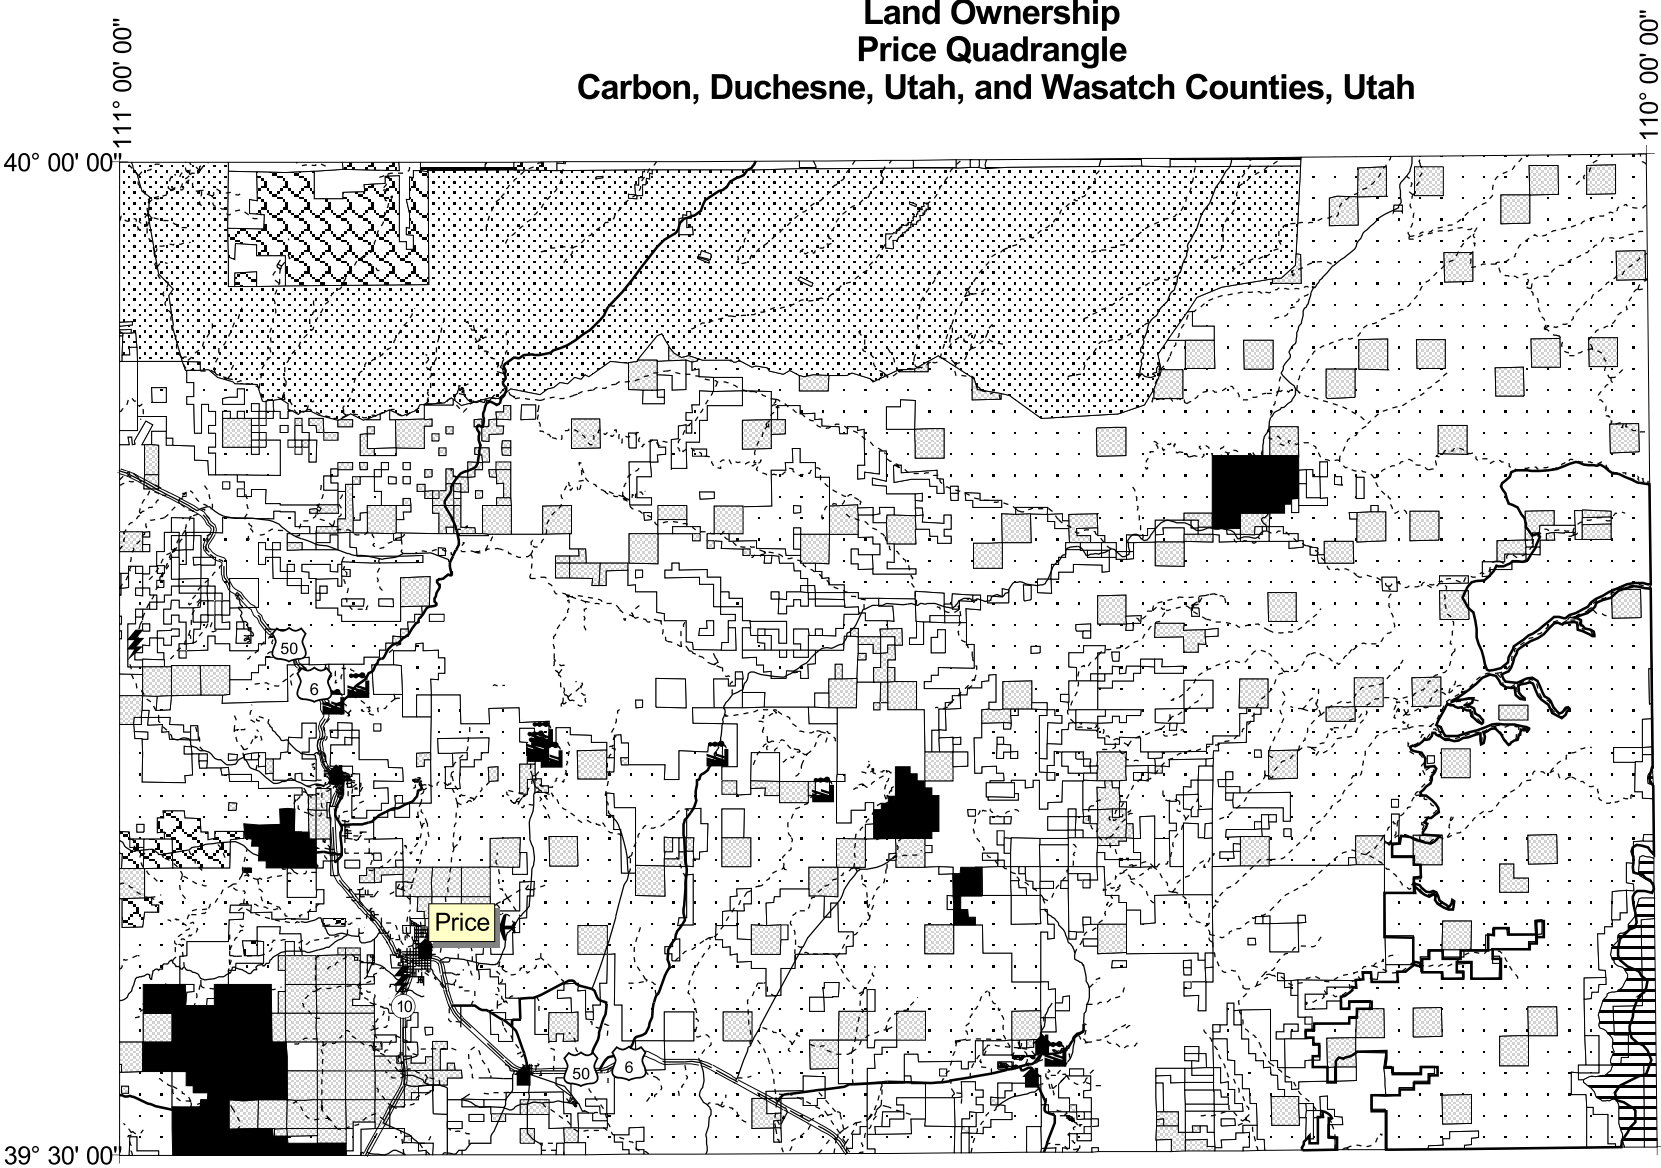 Land Ownership
Price Quadrangle
Carbon, Duchesne, Utah, and Wasatch Counties, Utah
111° 00' 00"
110° 00' 00"
40° 00' 00"
50
6
Price
10
50
6
39° 30' 00"